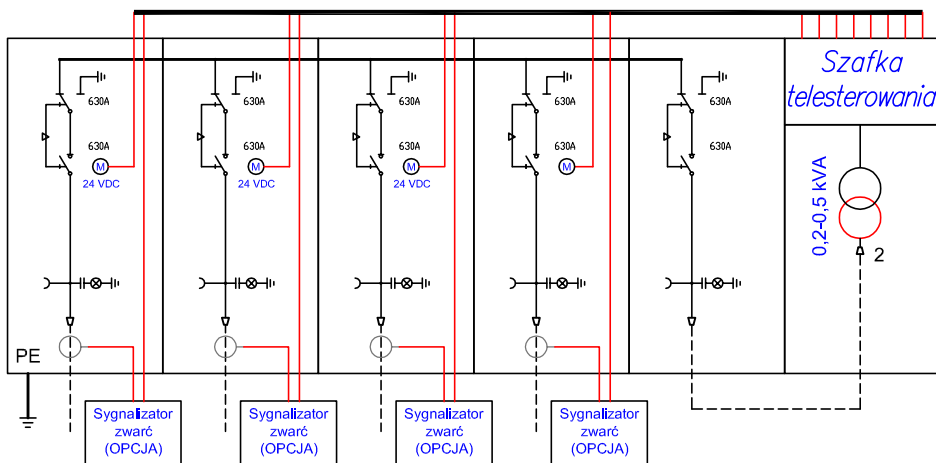 Szafka
telesterowania
630A
630A
M
24 VDC
630A
630A
M
24 VDC
630A
630A
M
24 VDC
630A
630A
M
630A
630A
0,2-0,5 kVA
2
PE
Sygnalizator
zwarć
(OPCJA)
Sygnalizator
zwarć
(OPCJA)
Sygnalizator
zwarć
(OPCJA)
Sygnalizator
zwarć
(OPCJA)